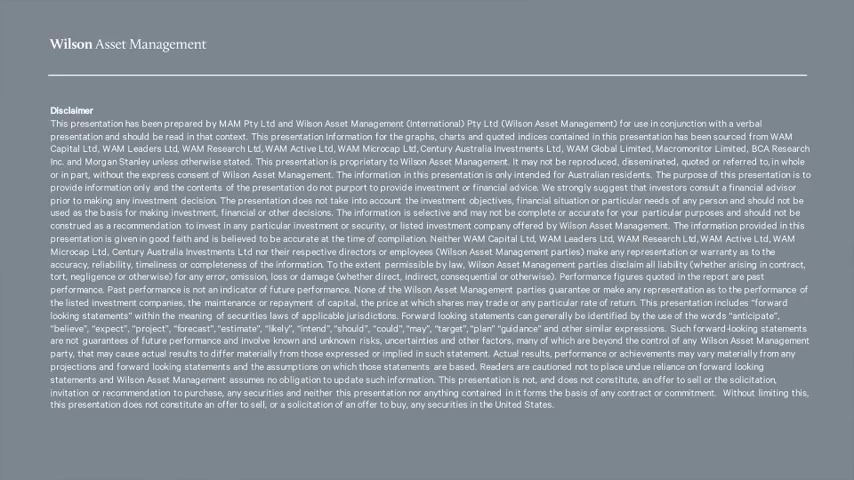 Wilson Asset Management
Disclaimer
This presentation has been prepared by MAM Pty Ltd and Wilson Asset Management (International) Pty Ltd (Wilson Asset Management) for use in conjunction with a verbal
presentation and should be read in that context. This presentation Information for the graphs, charts and quoted indices contained in this presentation has been sourced from WAM
Capital Ltd, WAM Leaders Ltd, WAM Research Ltd, WAM Active Ltd, WAM Microcap Ltd, Century Australia Investments Ltd, WAM Global Limited, Macromonitor Limited, BCA Research
Inc. and Morgan Stanley unless otherwise stated. This presentation is proprietary to Wilson Asset Management. It may not be reproduced, disseminated, quoted or referred to, in whole
or in part, without the express consent of Wilson Asset Management. The information in this presentation is only intended for Australian residents. The purpose of this presentation is to
provide information only and the contents of the presentation do not purport to provide investment or financial advice. We strongly suggest that investors consult a financial advisor
prior to making any investment decision. The presentation does not take into account the investment objectives, financial situation or particular needs of any person and should not be
used as the basis for making investment, financial or other decisions. The information is selective and may not be complete or accurate for your particular purposes and should not be
construed as a recommendation to invest in any particular investment or security, or listed investment company offered by Wilson Asset Management. The information provided in this
presentation is given in good faith and is believed to be accurate at the time of compilation. Neither WAM Capital Ltd, WAM Leaders Ltd, WAM Research Ltd, WAM Active Ltd, WAM
Microcap Ltd, Century Australia Investments Ltd nor their respective directors or employees (Wilson Asset Management parties) make any representation or warranty as to the
accuracy, reliability, timeliness or completeness of the information. To the extent permissible by law, Wilson Asset Management parties disclaim all liability (whether arising in contract,
tort, negligence or otherwise) for any error, omission, loss or damage (whether direct, indirect, consequential or otherwise). Performance figures quoted in the report are past
performance. Past performance is not an indicator of future performance. None of the Wilson Asset Management parties guarantee or make any representation as to the performance of
the listed investment companies, the maintenance or repayment of capital, the price at which shares may trade or any particular rate of return. This presentation includes “forward
looking statements” within the meaning of securities laws of applicable jurisdictions. Forward looking statements can generally be identified by the use of the words “anticipate”,
“believe”, “expect”, “project”, “forecast”, “estimate”, “likely”, “intend”, “should”, “could”, “may”, “target”, “plan” “guidance” and other similar expressions. Such forward-looking statements
are not guarantees of future performance and involve known and unknown risks, uncertainties and other factors, many of which are beyond the control of any Wilson Asset Management
party, that may cause actual results to differ materially from those expressed or implied in such statement. Actual results, performance or achievements may vary materially from any
projections and forward looking statements and the assumptions on which those statements are based. Readers are cautioned not to place undue reliance on forward looking
statements and Wilson Asset Management assumes no obligation to update such information. This presentation is not, and does not constitute, an offer to sell or the solicitation,
invitation or recommendation to purchase, any securities and neither this presentation nor anything contained in it forms the basis of any contract or commitment. Without limiting this,
this presentation does not constitute an offer to sell, or a solicitation of an offer to buy, any securities in the United States.